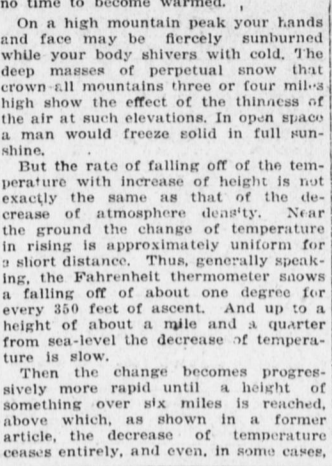 no time to become warmed.
On a high mountain peak your hands
and face may be fiercely sunburned
while your body shivers with cold. The
deep masses of perpetual snow that
crown all mountains three or four miles
high show the effect of the thinness of
the air at such elevations. In open space
a man would freeze solid in full sun-
shine.
But the rate of falling off of the tem-
perature with increase of height is not
exactly the same as that of the de-
crease of atmosphere density. Near
the ground the change of temperature
in rising is approximately uniform for
a short distance. Thus, generally speak-
ing, the Fahrenheit thermometer shows
a falling off of about one degree for
every 350 feet of ascent. And up to a
height of about a mile and a quarter
from sea-level the decrease of tempera-
ture is slow.
Then the change becomes progres-
sively more rapid until a height of
something over six miles is reached,
above which, as shown in a former
article, the decrease of temperature
ceases entirely, and even, in some cases,